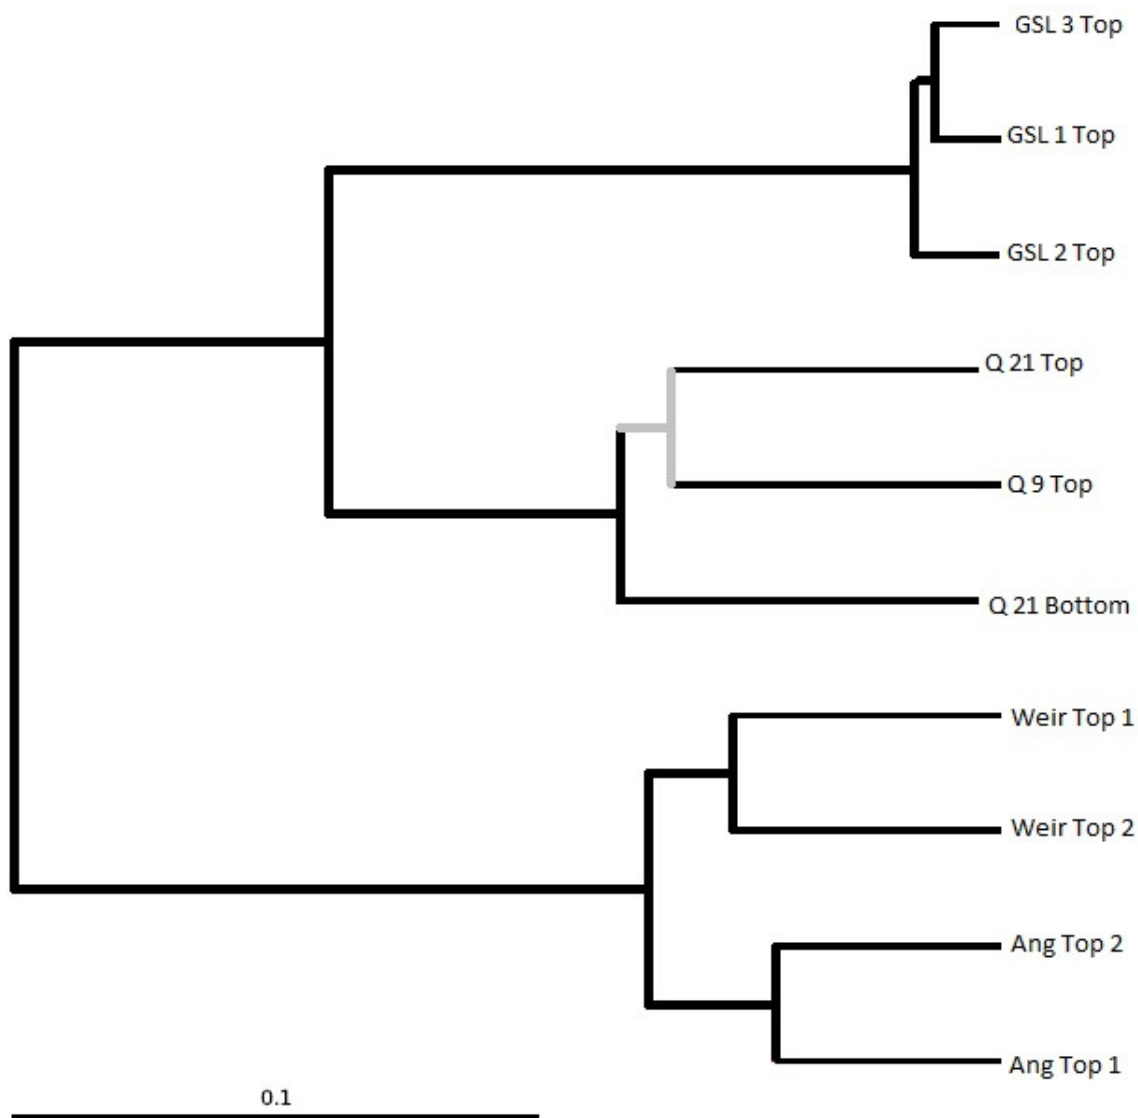 GSL 3 Top
GSL 1 Top
GSL 2 Top
Q 21 Top
Q 9 Top
Q 21 Bottom
Weir Top 1
Weir Top 2
Ang Top 2
Ang Top 1
0.1